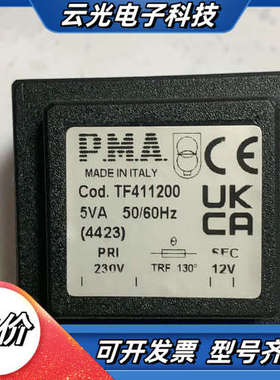 云光电子科技
P.M.A.
CE
MADE IN ITALY
Cod. TF411200
5VA 50/60Hz
(4423)
UK
CA
PRI SEC
230V TRF 130° 12V
价
可开发票 型号齐